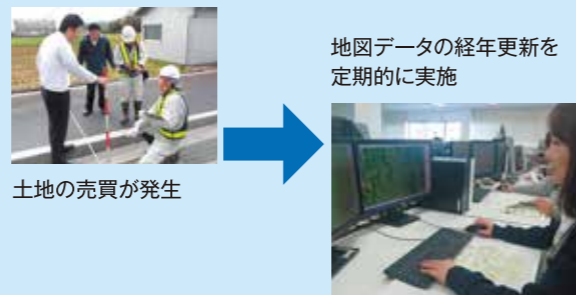 土地の売買が発生
地図データの経年更新を
定期的に実施